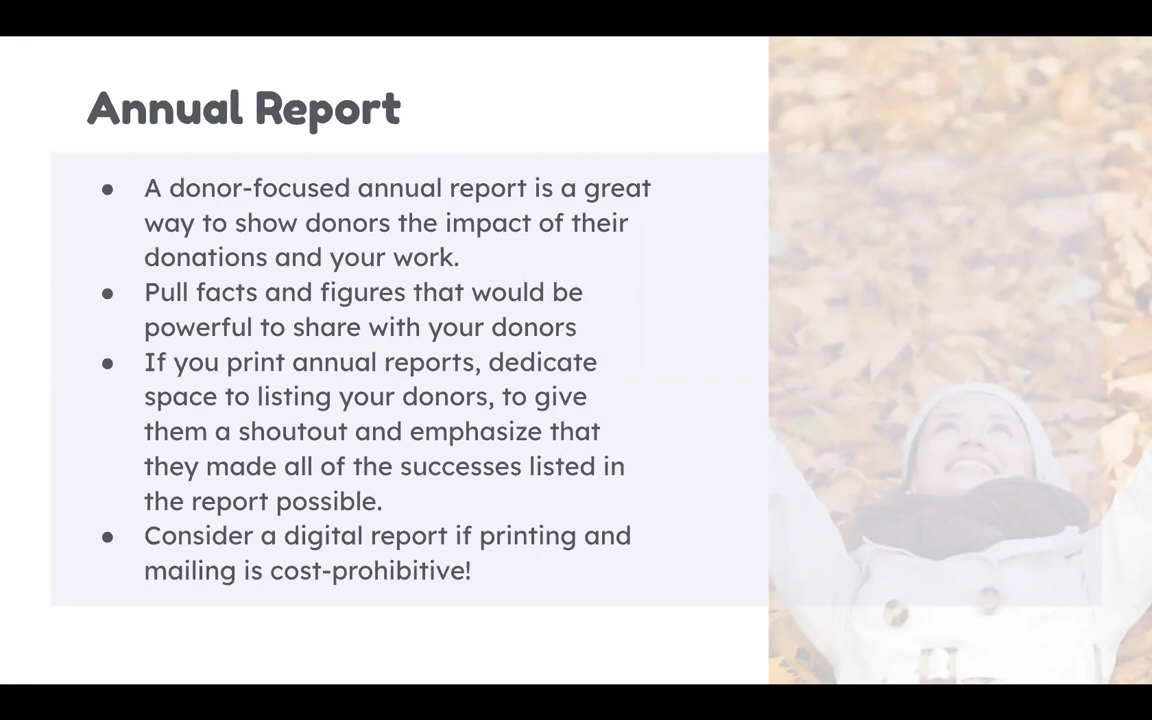 Annual Report
● A donor-focused annual report is a great
way to show donors the impact of their
donations and your work.
● Pull facts and figures that would be
powerful to share with your donors
● If you print annual reports, dedicate
space to listing your donors, to give
them a shoutout and emphasize that
they made all of the successes listed in
the report possible.
● Consider a digital report if printing and
mailing is cost-prohibitive!